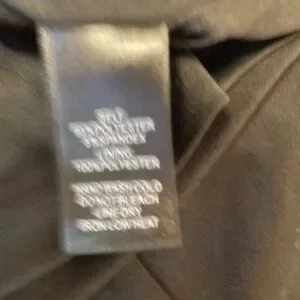 SELF
POLYESTER
SPANDEX
LINING
100%POLYESTER
HAND WASH COLD
DO NOT BLEACH
LINE DRY
IRON LOW HEAT